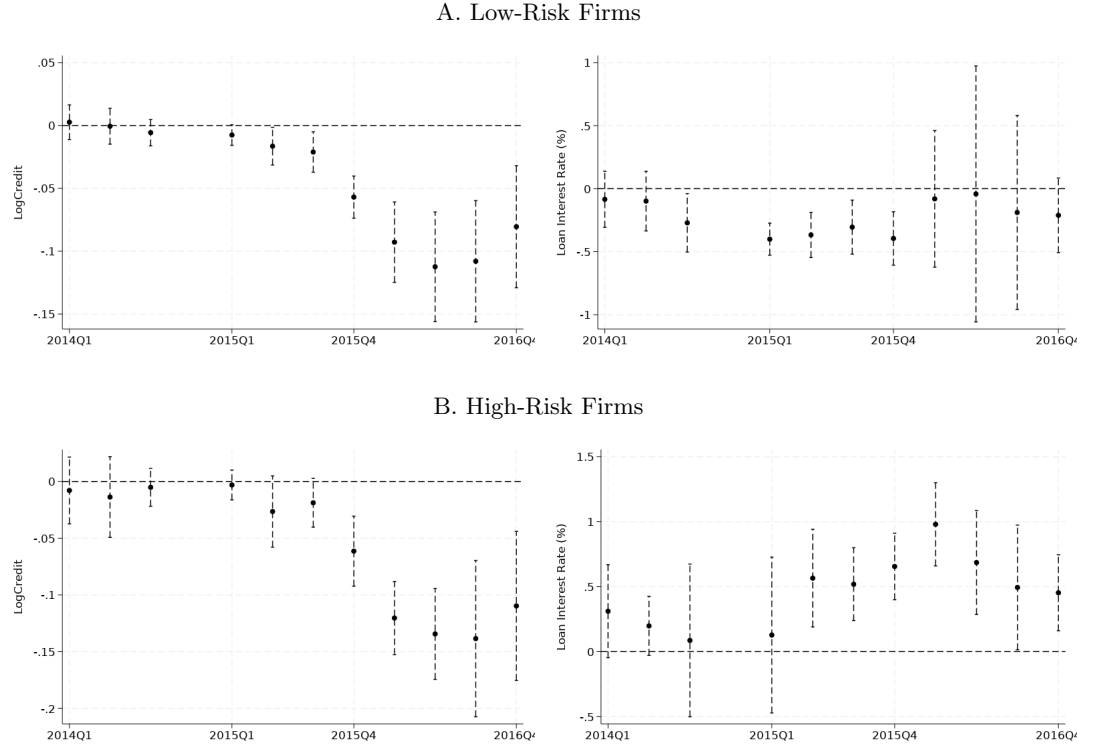 A. Low-Risk Firms
.05
0
-.05
-.1
-.15
LogCredit
2014Q1
2015Q1
2015Q4
2016Q4
1
.5
0
-.5
-1
Loan Interest Rate (%)
2014Q1
2015Q1
2015Q4
2016Q4
B. High-Risk Firms
0
-.05
-.1
-.15
-.2
LogCredit
2014Q1
2015Q1
2015Q4
2016Q4
1.5
1
.5
0
-.5
Loan Interest Rate (%)
2014Q1
2015Q1
2015Q4
2016Q4